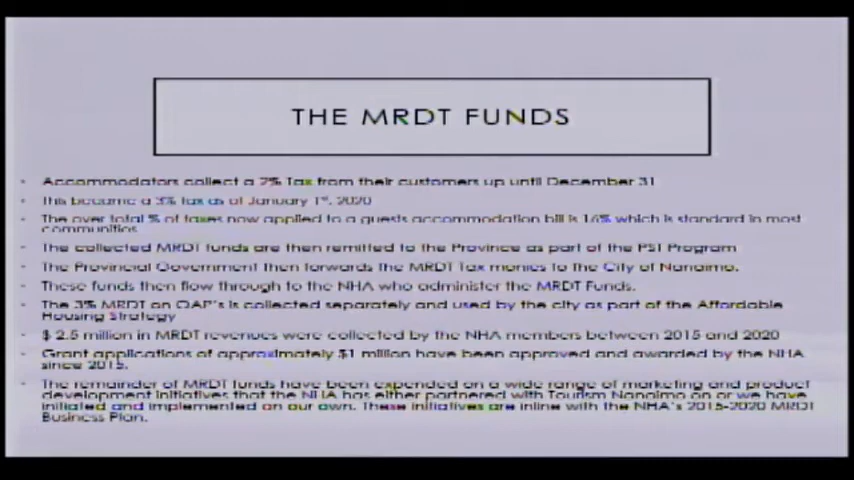 THE MRDT FUNDS
Accommodators collect a 2% Tax from their customers up until December 31
This became a 3% tax as of January 1st, 2020
The over total % of taxes now applied to a guests accommodation bill is 16% which is standard in most
communities
The collected MRDT funds are then remitted to the Province as part of the PST Program
The Provincial Government then forwards the MRDT Tax monies to the City of Nanaimo.
These funds then flow through to the NHA who administer the MRDT Funds.
The 3% MRDT on OAP's is collected separately and used by the city as part of the Affordable
Housing Strategy
$ 2.5 million in MRDT revenues were collected by the NHA members between 2015 and 2020
Grant applications of approximately $1 million have been approved and awarded by the NHA
since 2015.
The remainder of MRDT funds have been expended on a wide range of marketing and product
development initiatives that the NHA has either partnered with Tourism Nanaimo on or we have
initiated and implemented on our own. These initiatives are inline with the NHA's 2015-2020 MRDT
Business Plan.